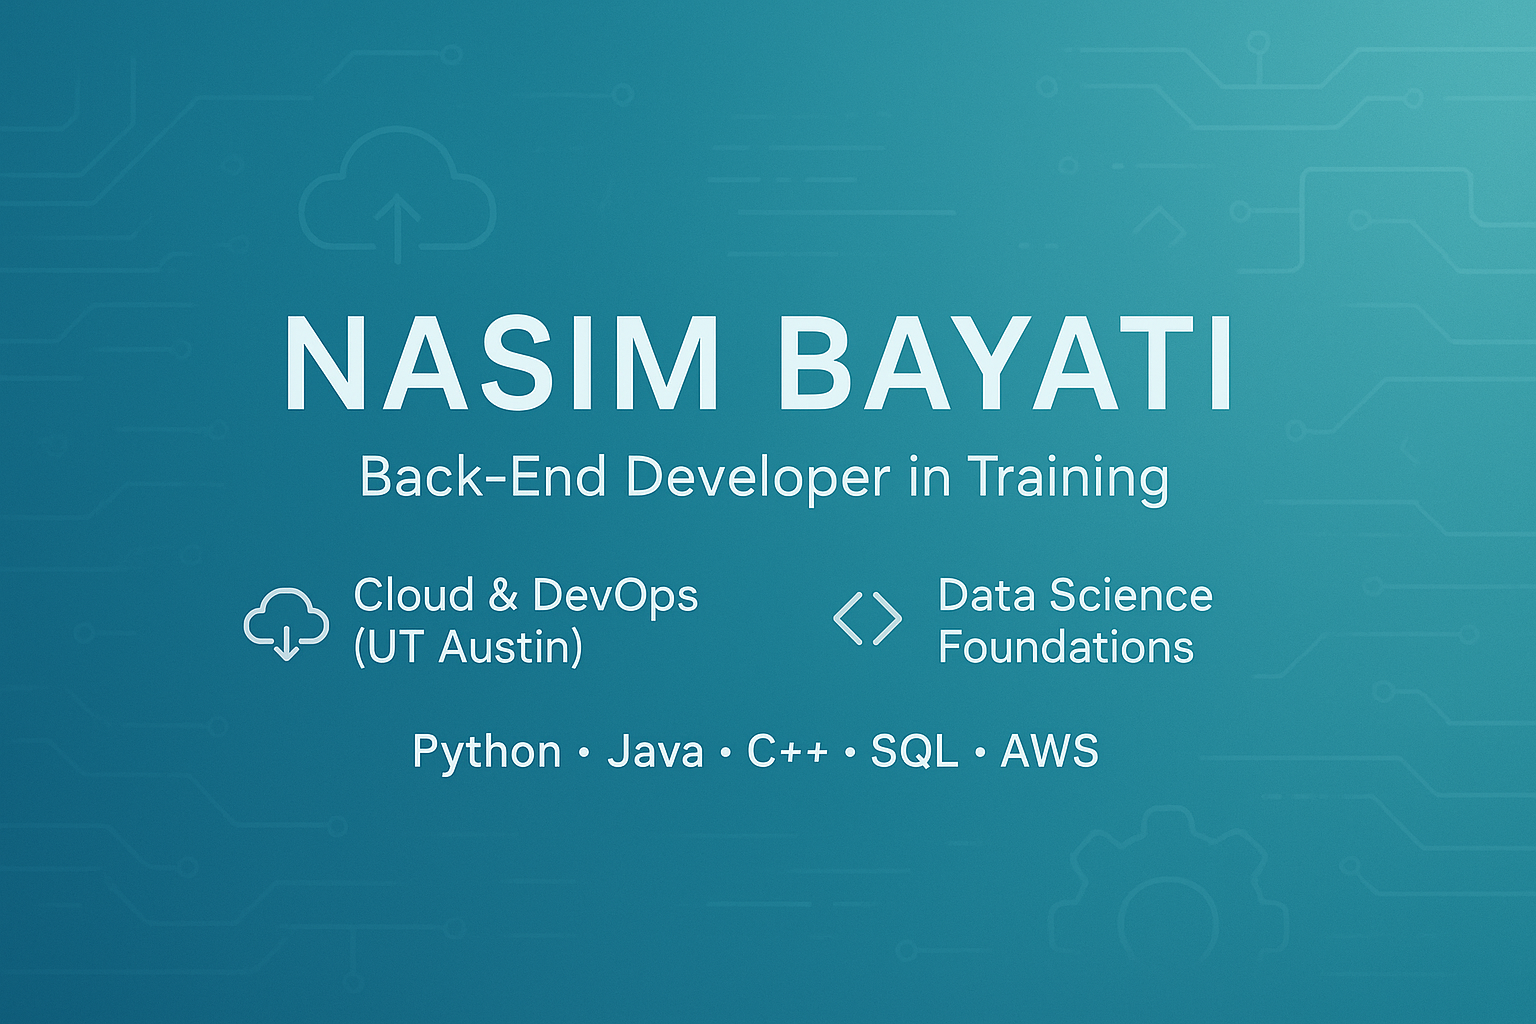 NASIM BAYATI
Back-End Developer in Training
Cloud & DevOps
(UT Austin)
Data Science
Foundations
Python • Java • C++ • SQL • AWS